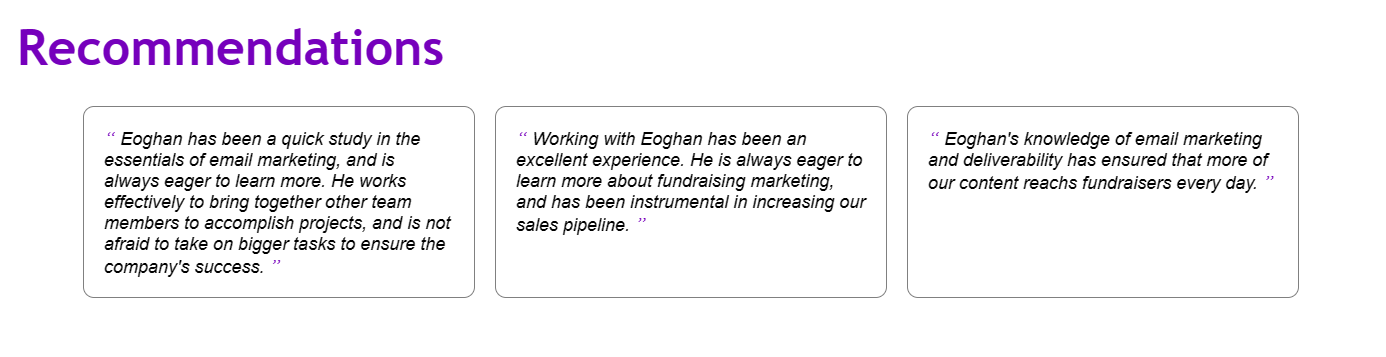 Recommendations
“ Eoghan has been a quick study in the
essentials of email marketing, and is
always eager to learn more. He works
effectively to bring together other team
members to accomplish projects, and is not
afraid to take on bigger tasks to ensure the
company's success. ”
“ Working with Eoghan has been an
excellent experience. He is always eager to
learn more about fundraising marketing,
and has been instrumental in increasing our
sales pipeline. ”
“ Eoghan's knowledge of email marketing
and deliverability has ensured that more of
our content reachs fundraisers every day. ”